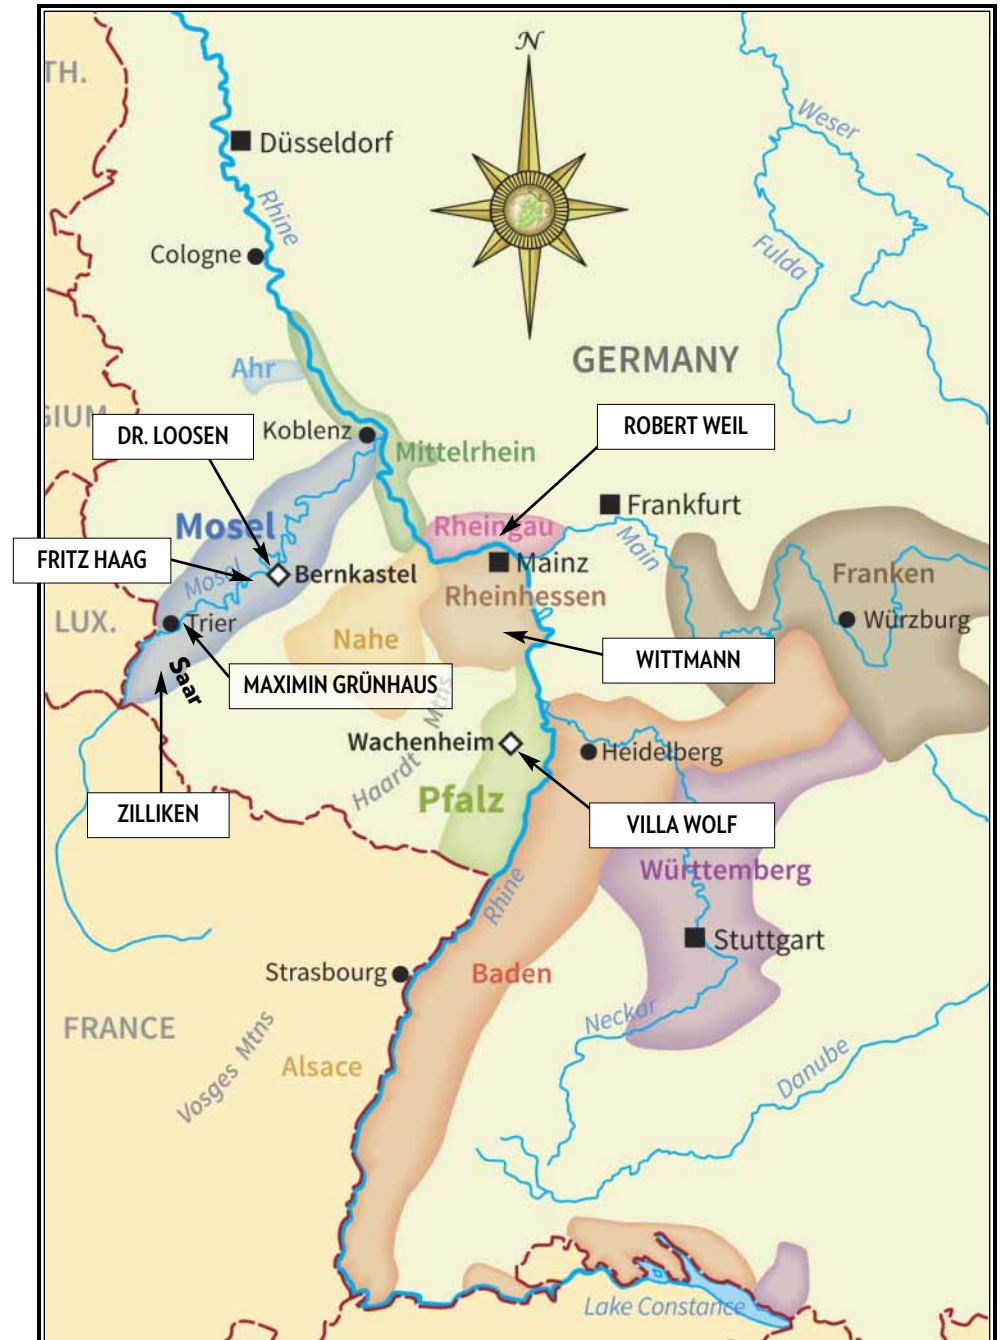 N
TH.
Düsseldorf
Weser
Rhine
Cologne
Fulda
GERMANY
Ahr
GIUM
DR. LOOSEN
Koblenz
Mittelrhein
ROBERT WEIL
Mosel
Frankfurt
Rheingau
Main
FRITZ HAAG
Mosel
Bernkastel
Mainz
Franken
Rheinhessen
LUX.
Trier
Nahe
Würzburg
Saar
MAXIMIN GRÜNHAUS
WITTMANN
Haardt Mtns
Wachenheim
Heidelberg
Pfalz
ZILLIKEN
VILLA WOLF
Württemberg
Rhine
Stuttgart
Strasbourg
Baden
FRANCE
Neckar
Vosges Mtns
Alsace
Danube
Lake Constance